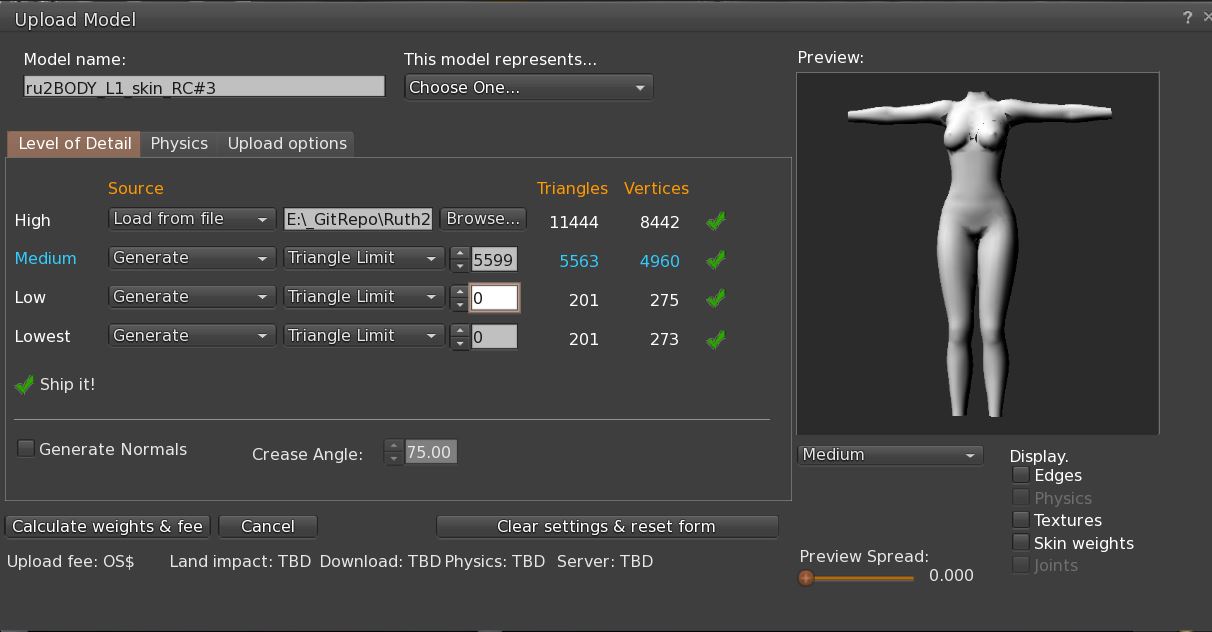 Upload Model ?
Model name: This model represents... Preview:
ru2BODY_L1_skin_RC#3 Choose One...
Level of Detail Physics Upload options
Source Triangles Vertices
High Load from file E:\_GitRepo\Ruth2 Browse... 11444 8442
Medium Generate Triangle Limit 5599 5563 4960
Low Generate Triangle Limit 0 201 275
Lowest Generate Triangle Limit 0 201 273
Ship it!
Generate Normals Crease Angle: 75.00
Medium Display.
Edges
Physics
Textures
Skin weights
Joints
Calculate weights & fee Cancel Clear settings & reset form
Upload fee: OS$ Land impact: TBD Download: TBD Physics: TBD Server: TBD
Preview Spread:
0.000